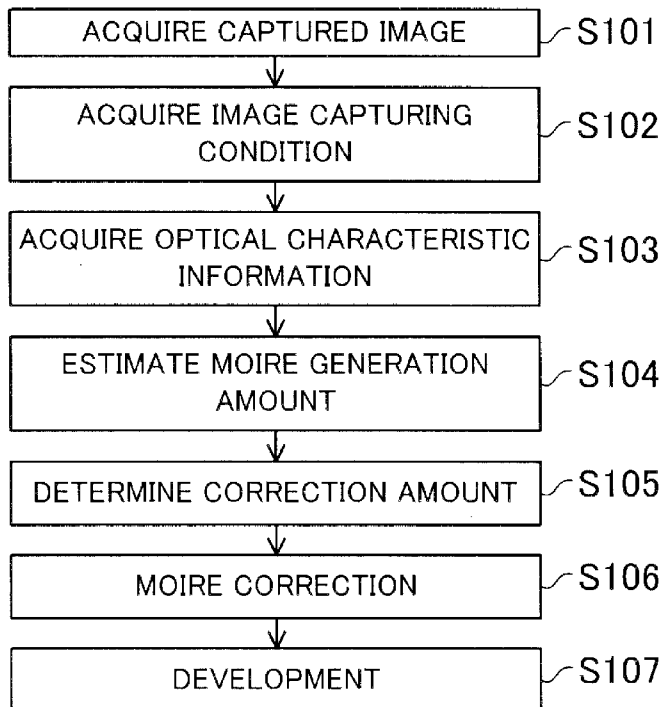 ACQUIRE CAPTURED IMAGE
S101
ACQUIRE IMAGE CAPTURING
CONDITION
S102
ACQUIRE OPTICAL CHARACTERISTIC
INFORMATION
S103
ESTIMATE MOIRE GENERATION
AMOUNT
S104
DETERMINE CORRECTION AMOUNT
S105
MOIRE CORRECTION
S106
DEVELOPMENT
S107